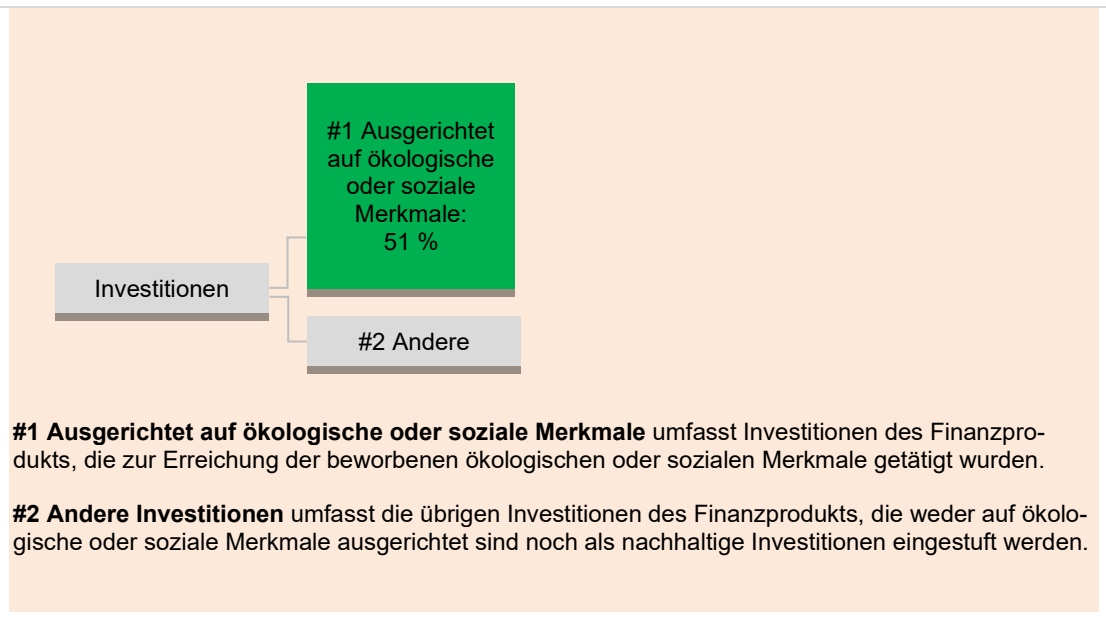 #1 Ausgerichtet
auf ökologische
oder soziale
Merkmale:
51 %
Investitionen
#2 Andere
#1 Ausgerichtet auf ökologische oder soziale Merkmale umfasst Investitionen des Finanzpro-
dukts, die zur Erreichung der beworbenen ökologischen oder sozialen Merkmale getätigt wurden.
#2 Andere Investitionen umfasst die übrigen Investitionen des Finanzprodukts, die weder auf ökolo-
gische oder soziale Merkmale ausgerichtet sind noch als nachhaltige Investitionen eingestuft werden.